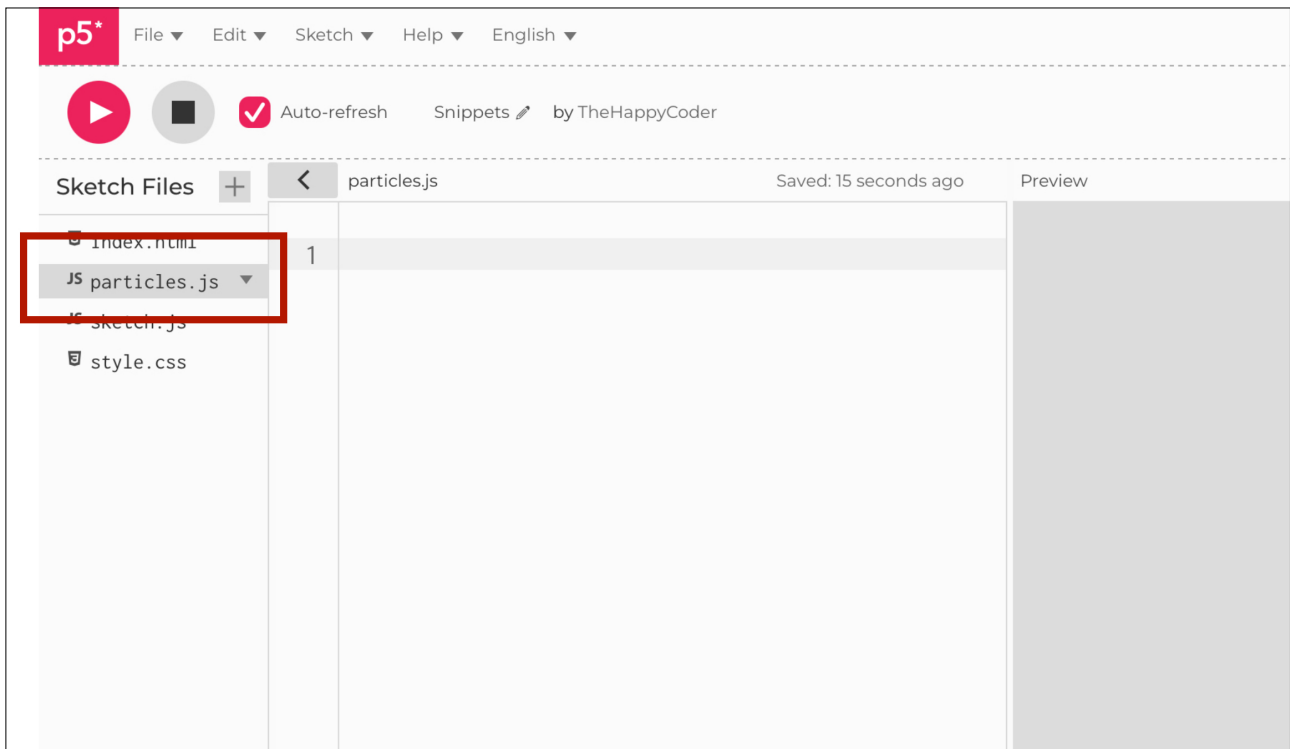 p5*
File Edit Sketch Help English
Auto-refresh Snippets by TheHappyCoder
Sketch Files +
particles.js Saved: 15 seconds ago Preview
index.html
1
JS particles.js
JS sketch.js
style.css